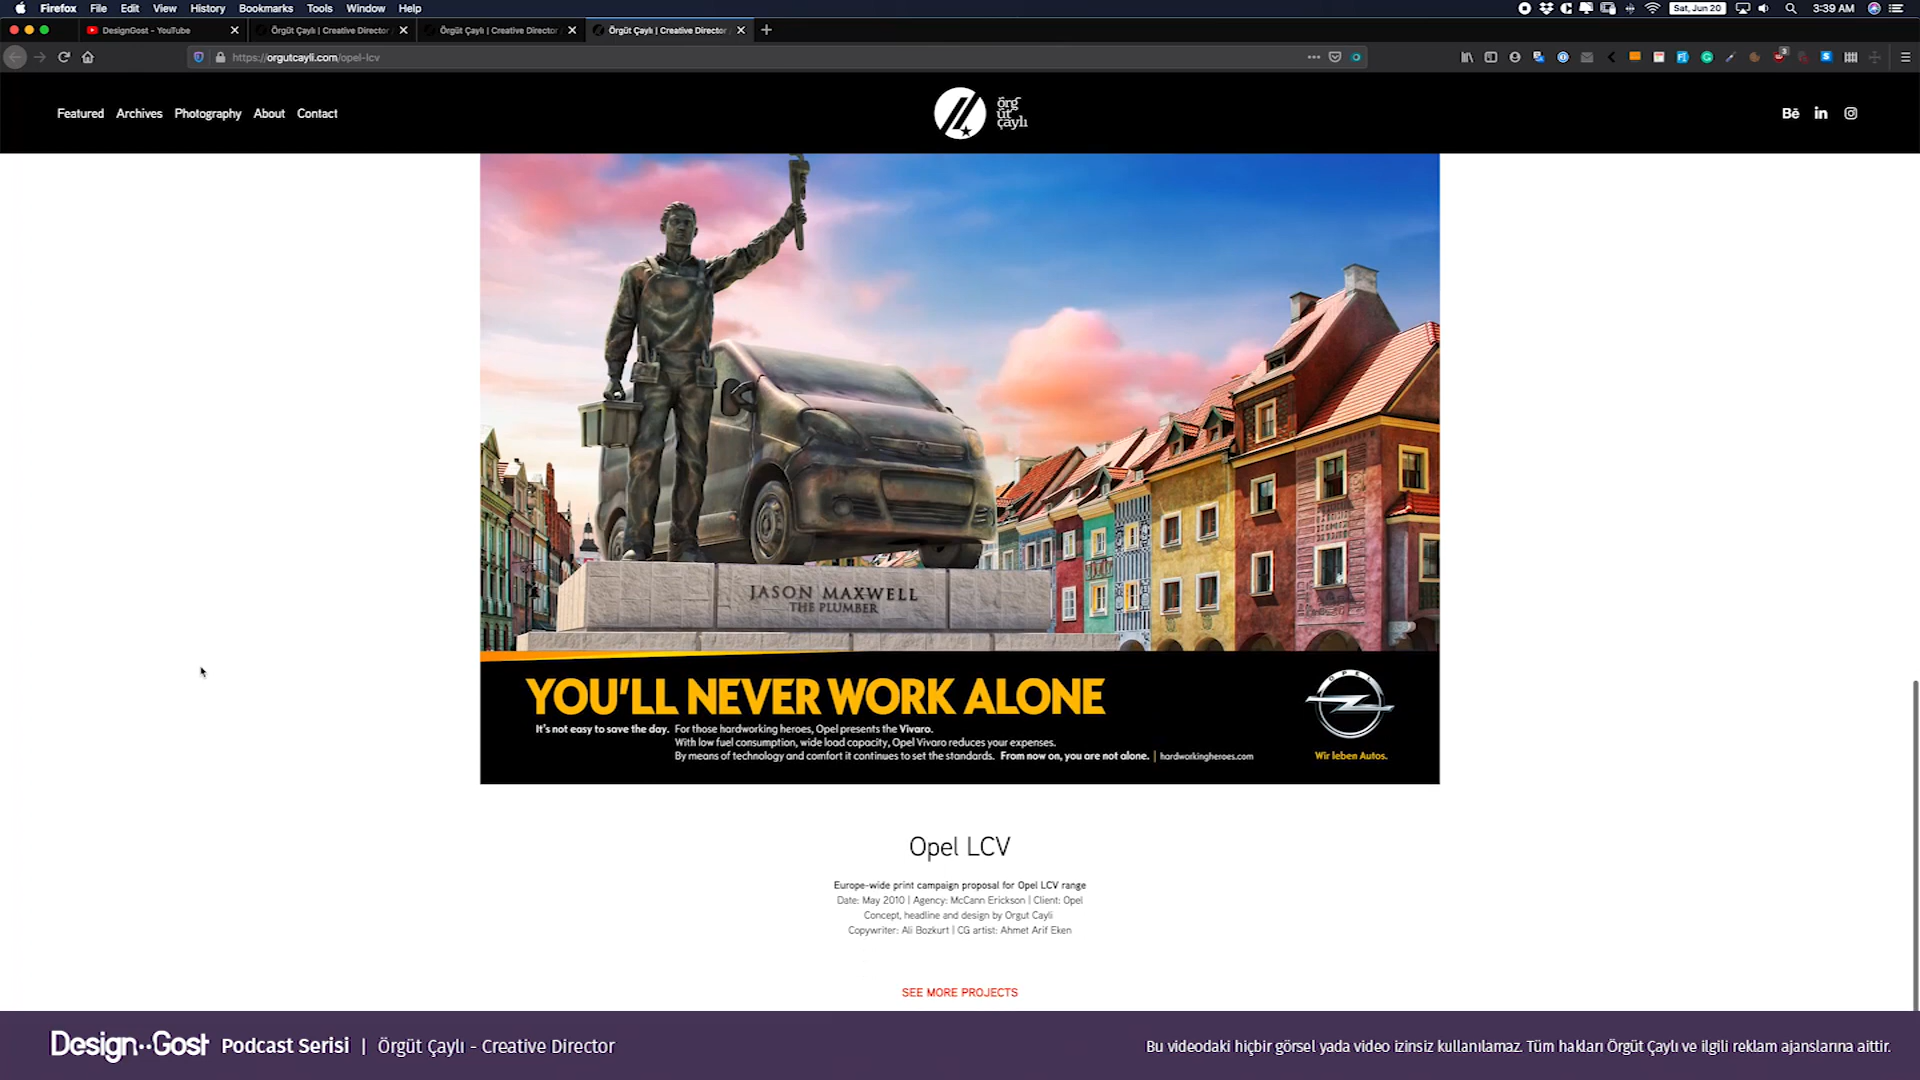 Firefox File Edit View History Bookmarks Tools Window Help
Sat, Jun 20
3:39 AM
DesignGost - YouTube
Örgüt Çaylı | Creative Director
Örgüt Çaylı | Creative Director
Örgüt Çaylı | Creative Director
https://orgutcayli.com/opel-lcv
Featured Archives Photography About Contact
örg
üt
çaylı
Bē
in
JASON MAXWELL
THE PLUMBER
YOU'LL NEVER WORK ALONE
It's not easy to save the day. For those hardworking heroes, Opel presents the Vivaro.
With low fuel consumption, wide load capacity, Opel Vivaro reduces your expenses.
By means of technology and comfort it continues to set the standards. From now on, you are not alone. | hardworkingheroes.com
OPEL
Wir leben Autos.
Opel LCV
Europe-wide print campaign proposal for Opel LCV range
Date: May 2010 | Agency: McCann Erickson | Client: Opel
Concept, headline and design by Orgut Cayli
Copywriter: Ali Bozkurt | CG artist: Ahmet Arif Eken
SEE MORE PROJECTS
Design··Gost Podcast Serisi | Örgüt Çaylı - Creative Director
Bu videodaki hiçbir görsel yada video izinsiz kullanılamaz. Tüm hakları Örgüt Çaylı ve ilgili reklam ajanslarına aittir.